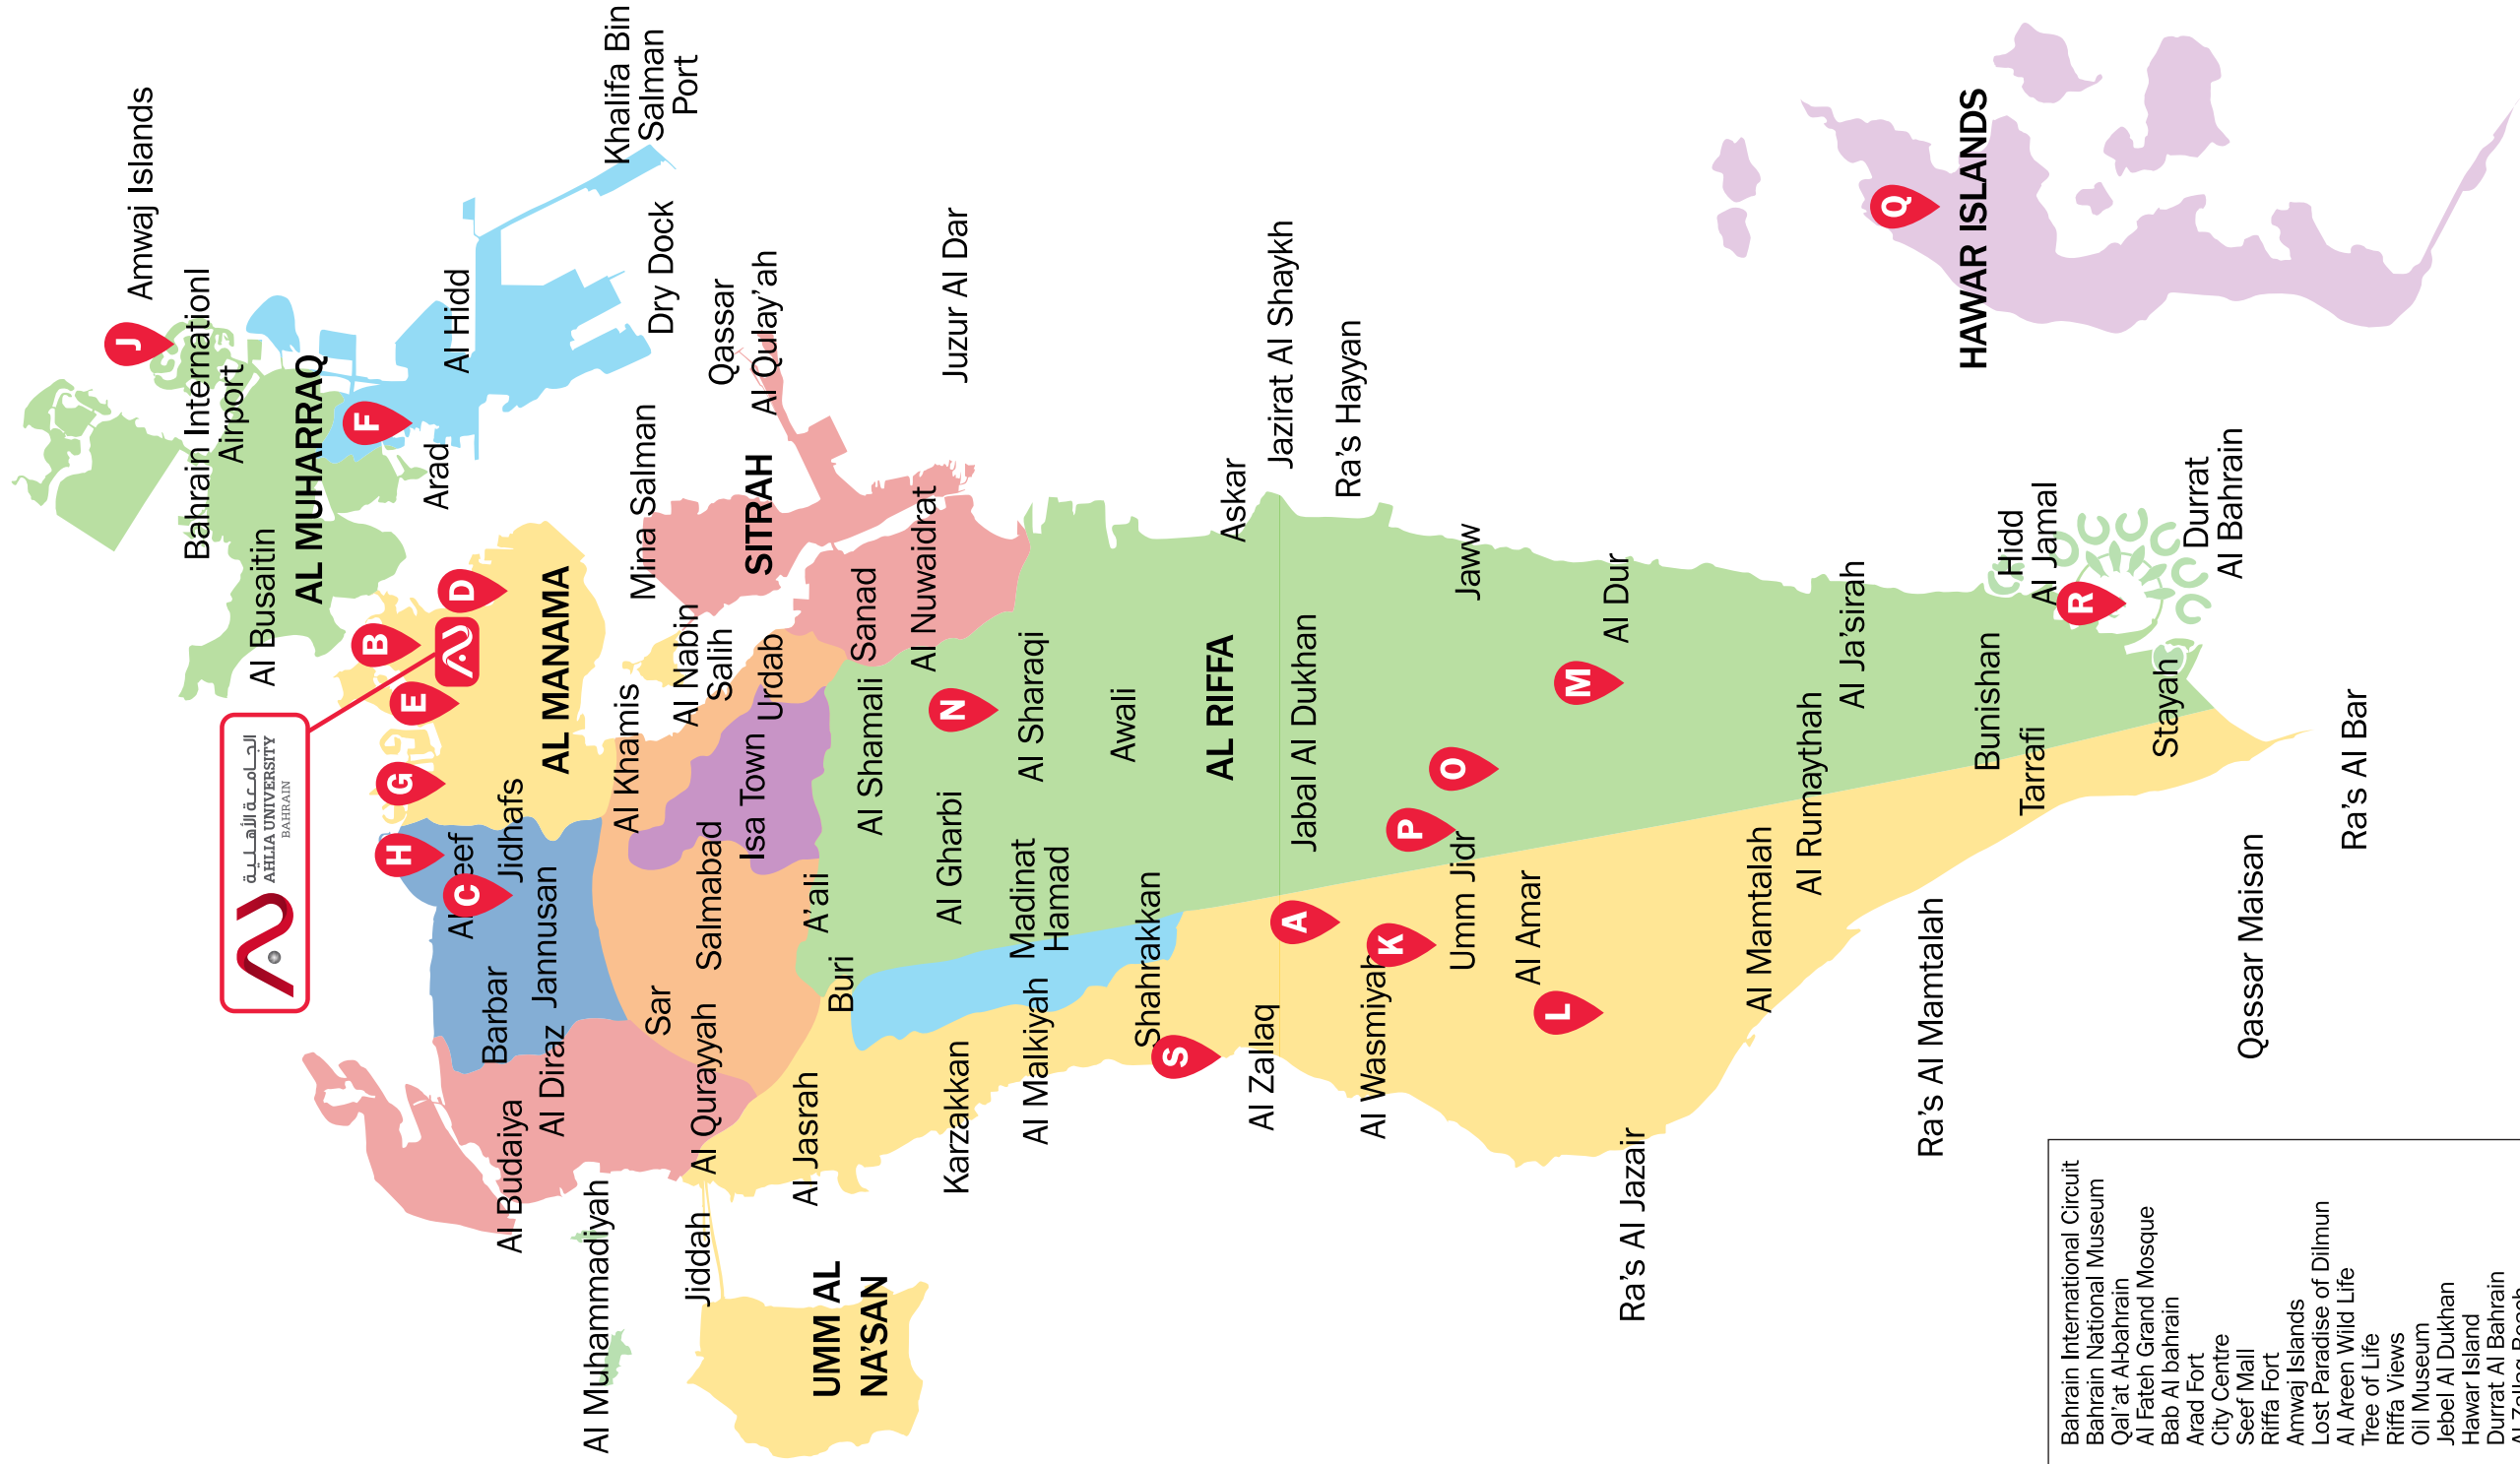 J
Amwaj Islands
Bahrain Internationl
Airport
AL MUHARRAQ
Al Busaitin
F
Arad
Al Hidd
Khalifa Bin
Salman
Port
Dry Dock
الجامعة الأهلية
AHLIA UNIVERSITY
BAHRAIN
B
D
E
G
H
C
AL MANAMA
Jidhafs
Jannusan
Barbar
Al Diraz
Al Budaiya
Al Muhammadiyah
Jiddah
UMM AL
NA'SAN
Mina Salman
SITRAH
Qassar
Al Qulay'ah
Al Nabin
Salih
Al Khamis
Urdab
Isa Town
Salmabad
Sar
Al Qurayyah
Sanad
Al Nuwaidrat
Juzur Al Dar
Al Shamali
A'ali
Buri
Al Jasrah
N
Al Gharbi
Karzakkan
Al Sharaqi
Madinat
Hamad
Al Malkiyah
Awali
Shahrakkan
S
Askar
AL RIFFA
Al Zallaq
Jazirat Al Shaykh
Ra's Hayyan
Jabal Al Dukhan
A
K
P
O
Al Wasmiyah
Jaww
Umm Jidr
Al Amar
L
M
Al Dur
Ra's Al Jazair
Al Mamtalah
Al Rumaythah
Al Ja'sirah
Ra's Al Mamtalah
Q
HAWAR ISLANDS
Bunishan
Tarrafi
Hidd
Al Jamal
R
Durrat
Al Bahrain
Stayah
Qassar Maisan
Ra's Al Bar
Bahrain International Circuit
Bahrain National Museum
Qal'at Al-bahrain
Al Fateh Grand Mosque
Bab Al bahrain
Arad Fort
City Centre
Seef Mall
Riffa Fort
Amwaj Islands
Lost Paradise of Dilmun
Al Areen Wild Life
Tree of Life
Riffa Views
Oil Museum
Jebel Al Dukhan
Hawar Island
Durrat Al Bahrain